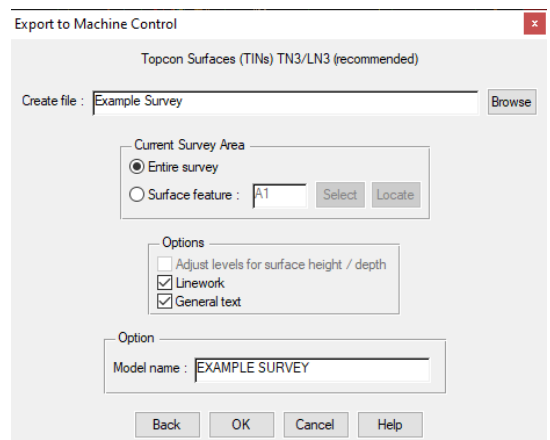 Export to Machine Control
x
Topcon Surfaces (TINs) TN3/LN3 (recommended)
Create file : Example Survey Browse
Current Survey Area
Entire survey
Surface feature : A1 Select Locate
Options
Adjust levels for surface height / depth
Linework
General text
Option
Model name : EXAMPLE SURVEY
Back OK Cancel Help